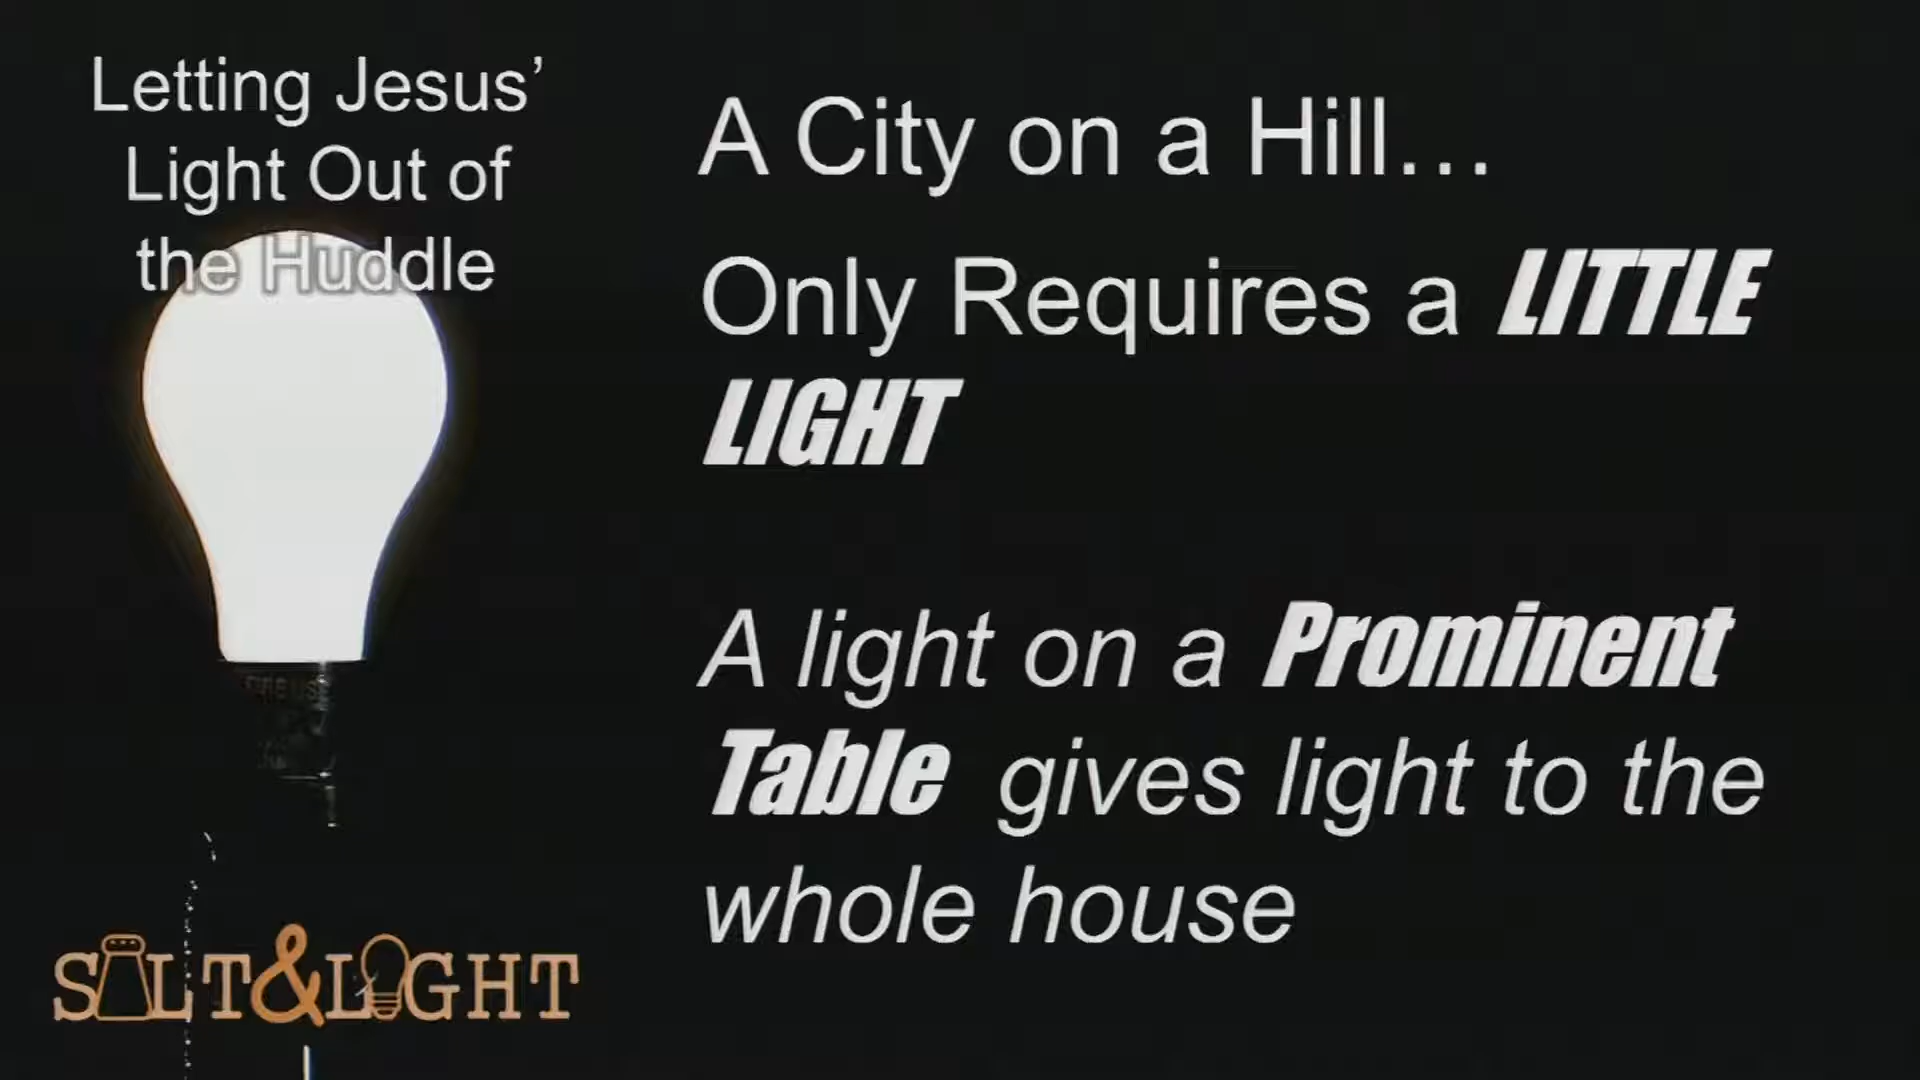 Letting Jesus’
Light Out of
the Huddle
A City on a Hill…
Only Requires a LITTLE
LIGHT
A light on a Prominent
Table gives light to the
whole house
SALT&LIGHT